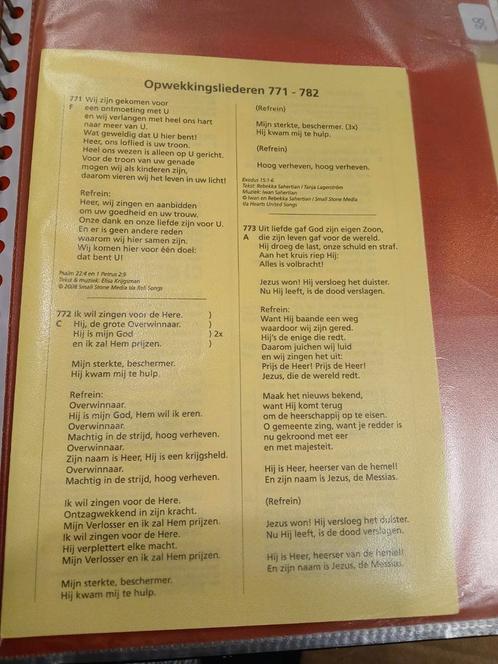 Opwekkingsliederen 771 - 782
771 Wij zijn gekomen voor
F een ontmoeting met U
en wij verlangen met heel ons hart
naar meer van U.
Wat geweldig dat U hier bent!
Heer, ons loflied is uw troon.
Heel ons wezen is alleen op U gericht.
Voor de troon van uw genade
mogen wij als kinderen zijn,
daarom vieren wij het leven in uw licht!
Refrein:
Heer, wij zingen en aanbidden
om uw goedheid en uw trouw.
Onze dank en onze liefde zijn voor U.
En er is geen andere reden
waarom wij hier samen zijn.
Wij komen hier voor één doel:
dat bent U!
Psalm 22:4 en 1 Petrus 2:9
Tekst & muziek: Elisa Krijgsman
© 2008 Small Stone Media t/a Roli Songs
772 Ik wil zingen voor de Here. )
C Hij, de grote Overwinnaar. )
Hij is mijn God ) 2x
en ik zal Hem prijzen. )
Mijn sterkte, beschermer.
Hij kwam mij te hulp.
Refrein:
Overwinnaar.
Hij is mijn God, Hem wil ik eren.
Overwinnaar.
Machtig in de strijd, hoog verheven.
Overwinnaar.
Zijn naam is Heer, Hij is een krijgsheld.
Overwinnaar.
Machtig in de strijd, hoog verheven.
Ik wil zingen voor de Here.
Ontzagwekkend in zijn kracht.
Mijn Verlosser en ik zal Hem prijzen.
Ik wil zingen voor de Here.
Hij verplettert elke macht.
Mijn Verlosser en ik zal Hem prijzen.
Mijn sterkte, beschermer.
Hij kwam mij te hulp.
(Refrein)
Mijn sterkte, beschermer. (3x)
Hij kwam mij te hulp.
(Refrein)
Hoog verheven, hoog verheven.
Exodus 15:1-6
Tekst: Rebekka Sahertian / Tanja Lagerström
Muziek: Iwan Sahertian
© Iwan en Rebekka Sahertian / Small Stone Media
t/a Hearts United Songs
773 Uit liefde gaf God zijn eigen Zoon,
A die zijn leven gaf voor de wereld.
Hij droeg de last, onze schuld en straf.
Aan het kruis riep Hij:
Alles is volbracht!
Jezus won! Hij versloeg het duister.
Nu Hij leeft, is de dood verslagen.
Refrein:
Want Hij baande een weg
waardoor wij zijn gered.
Hij's de enige die redt.
Daarom juichen wij luid
en wij zingen het uit:
Prijs de Heer! Prijs de Heer!
Jezus, die de wereld redt.
Maak het nieuws bekend,
want Hij komt terug
om de heerschappij op te eisen.
O gemeente zing, want je redder is
nu gekroond met eer
en met majesteit.
Hij is Heer, heerser van de hemel!
En zijn naam is Jezus, de Messias.
(Refrein)
Jezus won! Hij versloeg het duister.
Nu Hij leeft, is de dood verslagen.
Hij is Heer, heerser van de hemel!
En zijn naam is Jezus, de Messias.